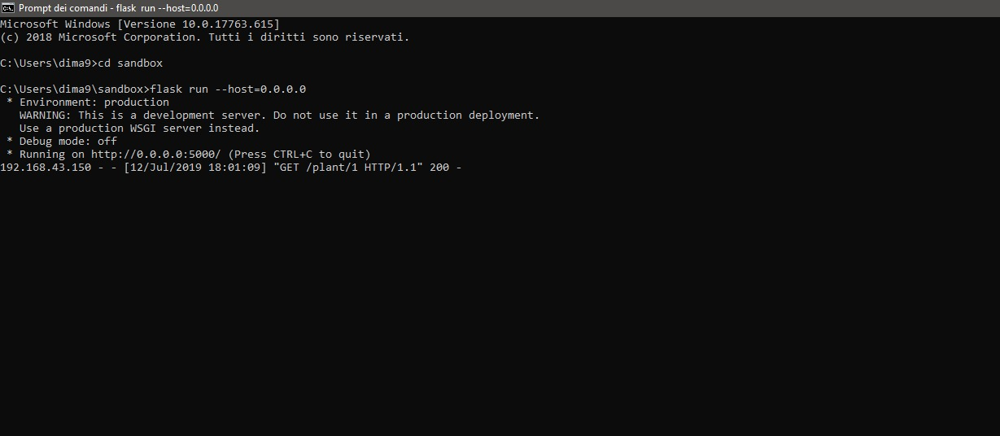 Prompt dei comandi - flask run --host=0.0.0.0
Microsoft Windows [Versione 10.0.17763.615]
(c) 2018 Microsoft Corporation. Tutti i diritti sono riservati.
C:\Users\dima9>cd sandbox
C:\Users\dima9\sandbox>flask run --host=0.0.0.0
* Environment: production
WARNING: This is a development server. Do not use it in a production deployment.
Use a production WSGI server instead.
* Debug mode: off
* Running on http://0.0.0.0:5000/ (Press CTRL+C to quit)
192.168.43.150 - - [12/Jul/2019 18:01:09] "GET /plant/1 HTTP/1.1" 200 -